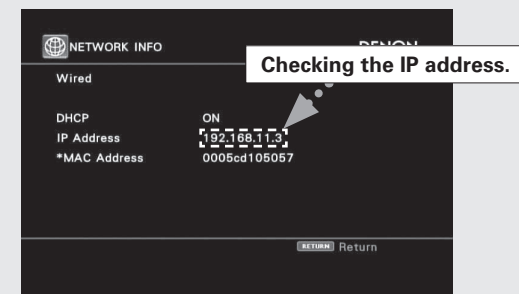 NETWORK INFO
DENON
Checking the IP address.
Wired
DHCP ON
IP Address 192.168.11.3
*MAC Address 0005cd105057
RETURN Return